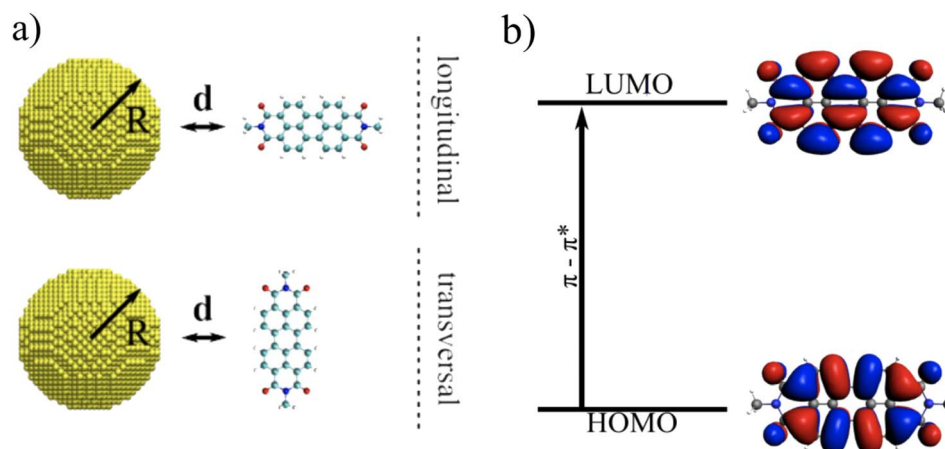 a)
d
R
longitudinal
d
R
transversal
b)
LUMO
π - π*
HOMO